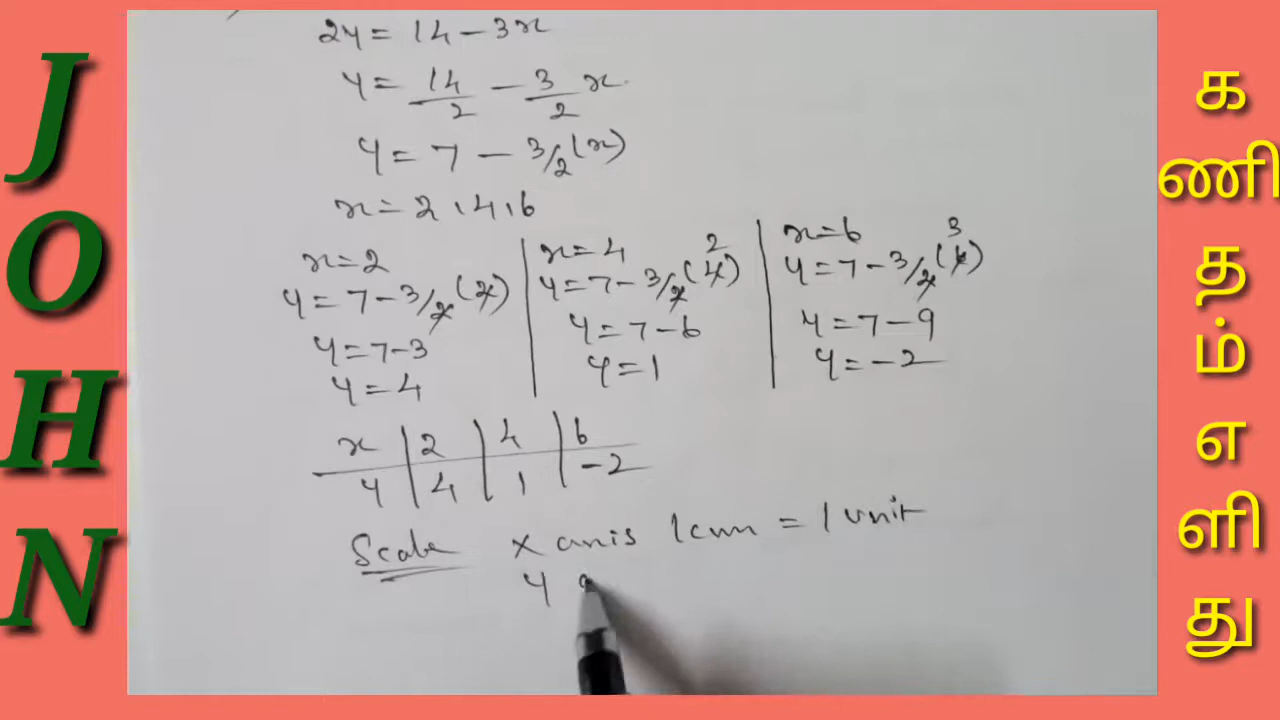 JOHN
2y = 14 - 3x
y = 14/2 - 3/2 x
y = 7 - 3/2 (x)
x = 2, 4, 6
x = 2
y = 7 - 3/2 (2)
y = 7 - 3
y = 4
x = 4
y = 7 - 3/2 (4) 2
y = 7 - 6
y = 1
x = 6
y = 7 - 3/2 (6) 3
y = 7 - 9
y = -2
x | 2 | 4 | 6
y | 4 | 1 | -2
Scale x axis 1cm = 1 unit
y a
கணிதம் எளிது